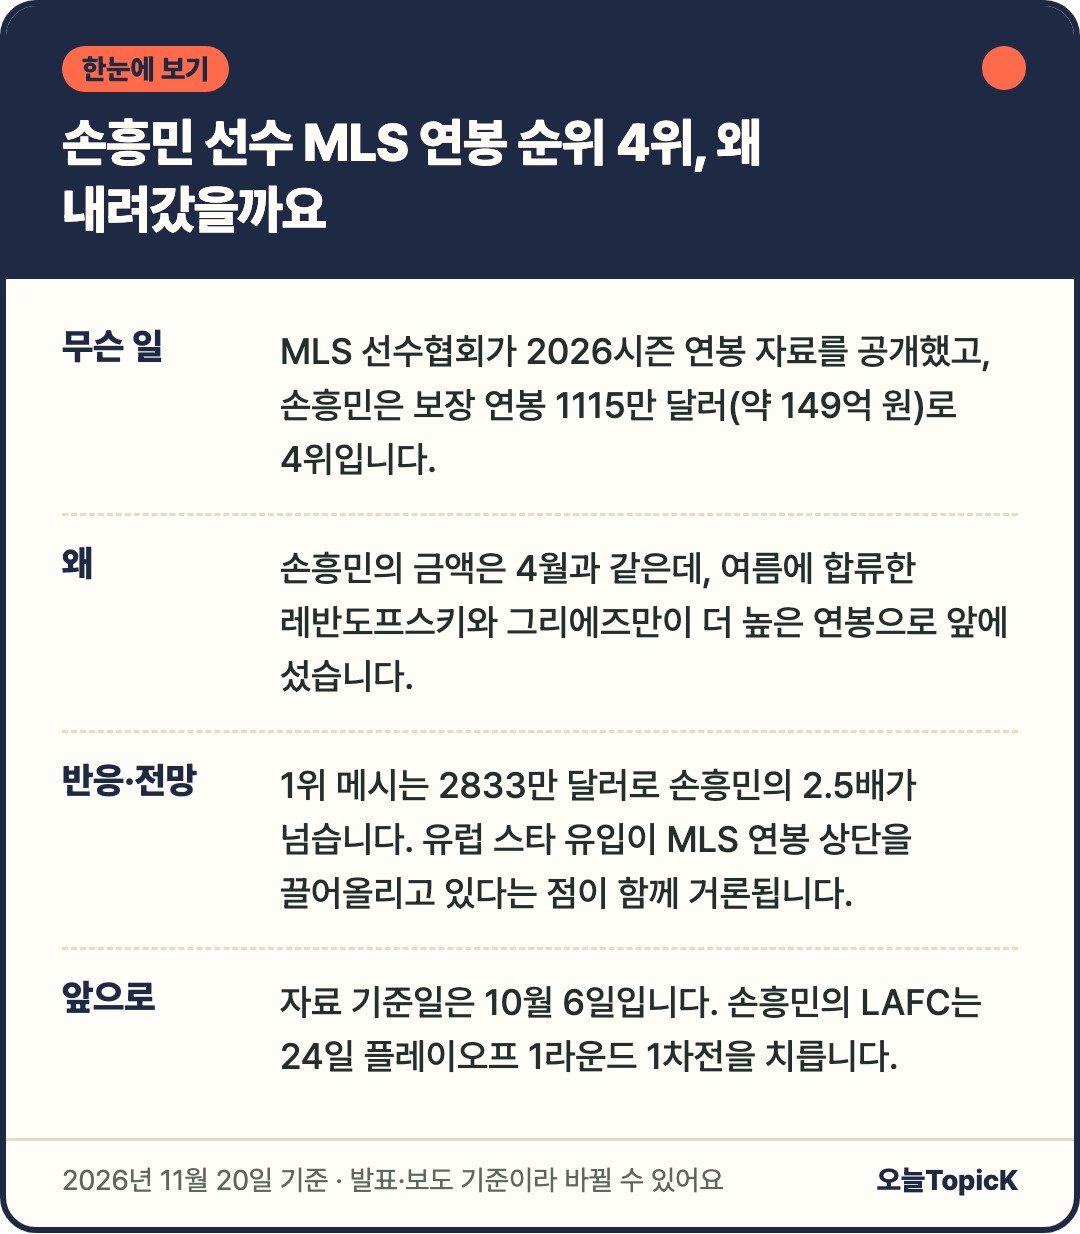 한눈에 보기
손흥민 선수 MLS 연봉 순위 4위, 왜
내려갔을까요
무슨 일
MLS 선수협회가 2026시즌 연봉 자료를 공개했고,
손흥민은 보장 연봉 1115만 달러(약 149억 원)로
4위입니다.
왜
손흥민의 금액은 4월과 같은데, 여름에 합류한
레반도프스키와 그리에즈만이 더 높은 연봉으로 앞에
섰습니다.
반응·전망
1위 메시는 2833만 달러로 손흥민의 2.5배가
넘습니다. 유럽 스타 유입이 MLS 연봉 상단을
끌어올리고 있다는 점이 함께 거론됩니다.
앞으로
자료 기준일은 10월 6일입니다. 손흥민의 LAFC는
24일 플레이오프 1라운드 1차전을 치릅니다.
2026년 11월 20일 기준 · 발표·보도 기준이라 바뀔 수 있어요
오늘TopicK